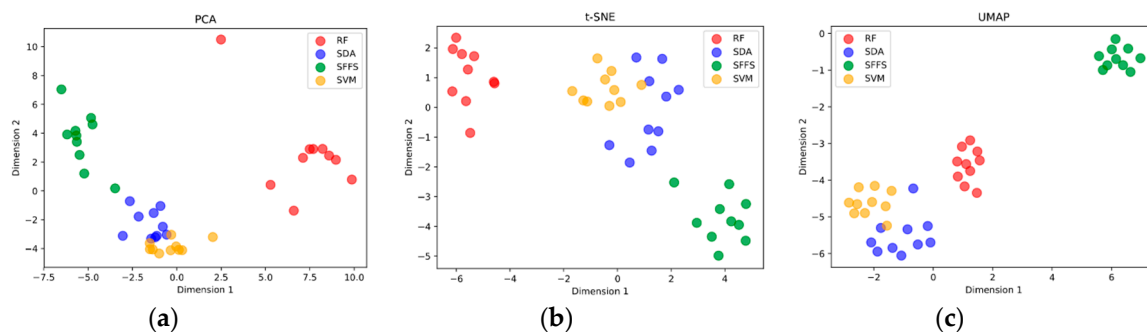 PCA
RF
SDA
SFFS
SVM
10
8
6
4
2
0
−2
−4
−7.5
−5.0
−2.5
0.0
2.5
5.0
7.5
10.0
Dimension 2
Dimension 1
(a)
t-SNE
RF
SDA
SFFS
SVM
2
1
0
−1
−2
−3
−4
−5
−6
−4
−2
0
2
4
Dimension 2
Dimension 1
(b)
UMAP
RF
SDA
SFFS
SVM
0
−1
−2
−3
−4
−5
−6
−2
0
2
4
6
Dimension 2
Dimension 1
(c)